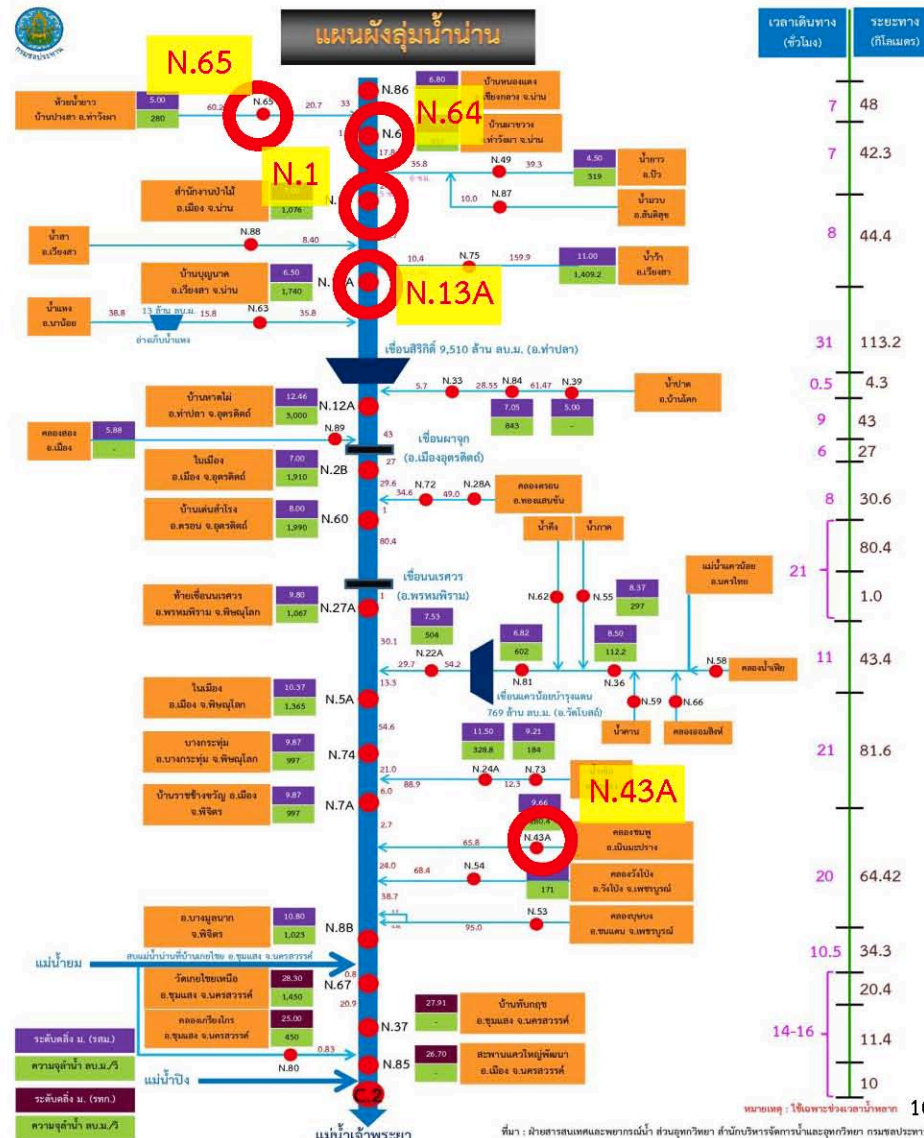 แผนผังลุ่มน้ำน่าน
กรมชลประทาน
เวลาเดินทาง
(ชั่วโมง)
ระยะทาง
(กิโลเมตร)
N.65
N.64
N.1
N.13A
N.43A
ห้วยน้ำยาว
บ้านปางสา อ.ท่าวังผา
5.00
280
N.65
20.7
33
N.86
6.80
บ้านหนองแดง
อ.เชียงกลาง จ.น่าน
บ้านผาขวาง
อ.ท่าวังผา จ.น่าน
17.8
35.8
N.49
39.3
4.50
319
น้ำยาว
อ.ปัว
10.0
N.87
น้ำมวบ
อ.สันติสุข
สำนักงานป่าไม้
อ.เมือง จ.น่าน
1,076
น้ำสา
อ.เวียงสา
N.88
8.40
10.4
N.75
159.9
11.00
1,409.2
น้ำว้า
อ.เวียงสา
บ้านบุญนาค
อ.เวียงสา จ.น่าน
6.50
1,740
น้ำแหง
อ.นาน้อย
38.8
13 ล้าน ลบ.ม.
15.8
N.63
35.8
อ่างเก็บน้ำแหง
เขื่อนสิริกิติ์ 9,510 ล้าน ลบ.ม. (อ.ท่าปลา)
5.7
N.33
28.55
N.84
61.47
N.39
น้ำปาด
อ.บ้านโคก
7.05
843
5.00
-
บ้านหาดไผ่
อ.ท่าปลา จ.อุตรดิตถ์
12.46
3,000
N.12A
คลองสอง
อ.เมือง
5.88
-
N.89
43
เขื่อนผาจุก
(อ.เมืองอุตรดิตถ์)
ในเมือง
อ.เมือง จ.อุตรดิตถ์
7.00
1,910
N.2B
27
29.6
34.6
N.72
49.0
N.28A
คลองตรอน
อ.ทองแสนขัน
บ้านเด่นสำโรง
อ.ตรอน จ.อุตรดิตถ์
8.00
1,990
N.60
1
80.4
น้ำภาค
แม่น้ำแควน้อย
อ.นครไทย
เขื่อนนเรศวร
(อ.พรหมพิราม)
ท้ายเขื่อนนเรศวร
อ.พรหมพิราม จ.พิษณุโลก
9.80
1,067
N.27A
1
30.1
7.53
504
N.22A
29.7
54.2
6.82
602
N.81
N.62
N.55
8.37
297
8.50
112.2
N.36
N.58
คลองน้ำเฟีย
N.59
N.66
น้ำคาน
คลองออมสิงห์
เขื่อนแควน้อยบำรุงแดน
769 ล้าน ลบ.ม. (อ.วัดโบสถ์)
13.3
ในเมือง
อ.เมือง จ.พิษณุโลก
10.37
1,365
N.5A
54.6
บางกระทุ่ม
อ.บางกระทุ่ม จ.พิษณุโลก
9.87
997
N.74
11.50
328.8
9.21
184
21.0
88.9
N.24A
12.3
N.73
บ้านราชช้างขวัญ อ.เมือง
จ.พิจิตร
9.87
997
N.7A
6.0
2.7
9.66
65.8
N.43A
คลองชมพู
อ.เนินมะปราง
24.0
68.4
N.54
171
คลองวังโป่ง
อ.วังโป่ง จ.เพชรบูรณ์
38.7
95.0
N.53
คลองบุษบง
อ.ชนแดน จ.เพชรบูรณ์
อ.บางมูลนาก
จ.พิจิตร
10.80
1,023
N.8B
แม่น้ำยม
สบแม่น้ำน่านที่บ้านเกยไชย อ.ชุมแสง จ.นครสวรรค์
0.8
วัดเกยไชยเหนือ
อ.ชุมแสง จ.นครสวรรค์
28.30
1,450
N.67
20.9
คลองเกรียงไกร
อ.ชุมแสง จ.นครสวรรค์
25.00
450
N.37
27.91
-
บ้านทับกฤช
อ.ชุมแสง จ.นครสวรรค์
N.80
0.83
N.85
26.70
-
สะพานแควใหญ่พัฒนา
อ.เมือง จ.นครสวรรค์
แม่น้ำปิง
C.2
แม่น้ำเจ้าพระยา
ระดับตลิ่ง ม. (รสม.)
ความจุลำน้ำ ลบ.ม./วิ
ระดับตลิ่ง ม. (รทก.)
ความจุลำน้ำ ลบ.ม./วิ
7
48
7
42.3
8
44.4
31
113.2
0.5
4.3
9
43
6
27
8
30.6
21
80.4
1.0
11
43.4
21
81.6
20
64.42
10.5
34.3
14-16
20.4
11.4
10
หมายเหตุ : ใช้เฉพาะช่วงเวลาน้ำหลาก
ที่มา : ฝ่ายสารสนเทศและพยากรณ์น้ำ ส่วนอุทกวิทยา สำนักบริหารจัดการน้ำและอุทกวิทยา กรมชลประทาน